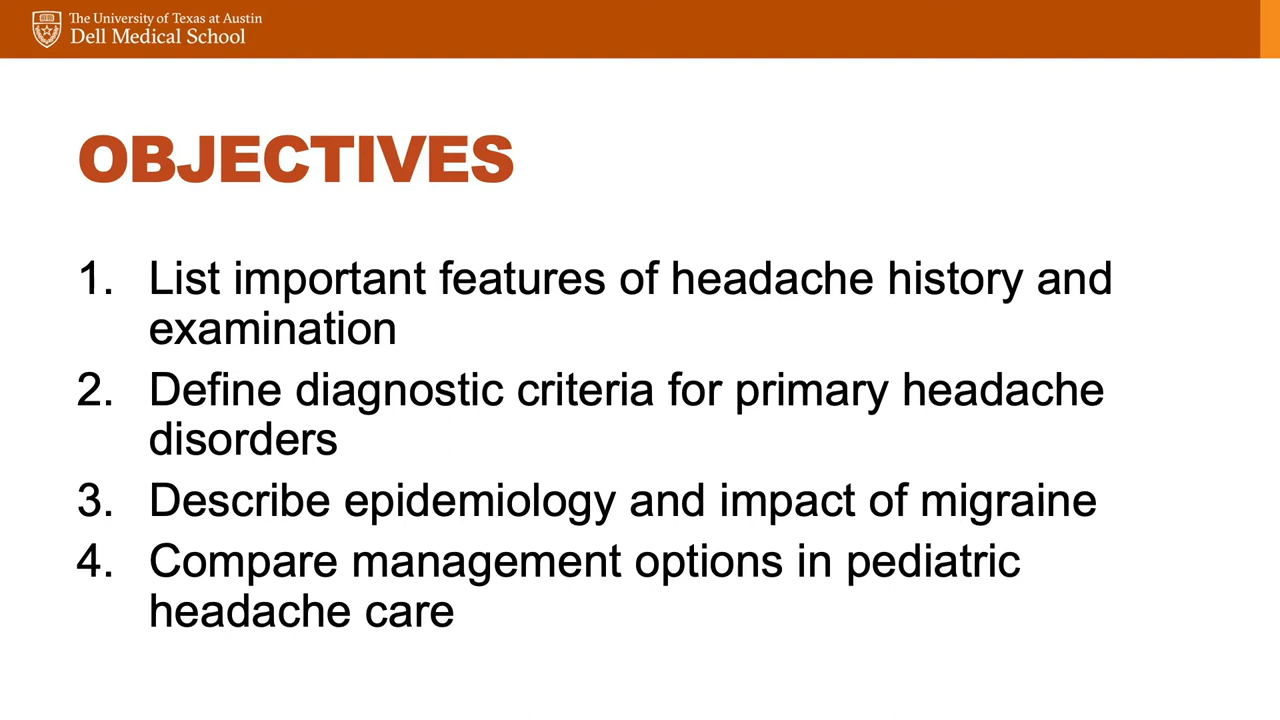 The University of Texas at Austin
Dell Medical School
OBJECTIVES
1. List important features of headache history and
examination
2. Define diagnostic criteria for primary headache
disorders
3. Describe epidemiology and impact of migraine
4. Compare management options in pediatric
headache care